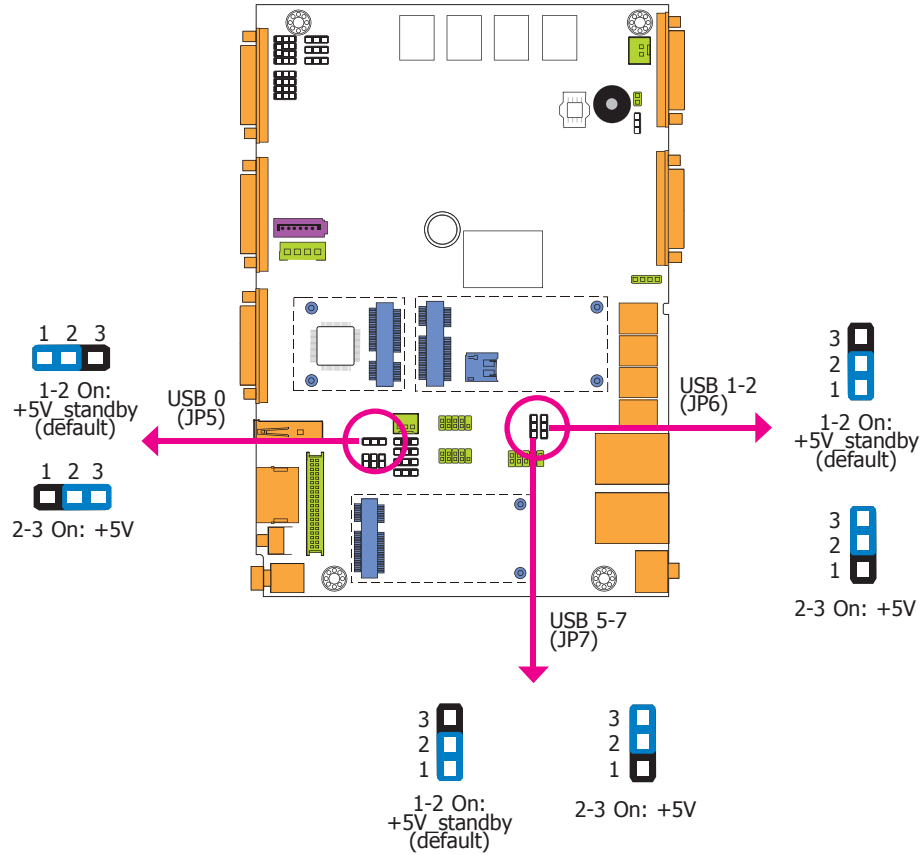 1 2 3
1-2 On:
+5V_standby
(default)
1 2 3
2-3 On: +5V
USB 0
(JP5)
USB 1-2
(JP6)
3
2
1
1-2 On:
+5V_standby
(default)
3
2
1
2-3 On: +5V
USB 5-7
(JP7)
3
2
1
1-2 On:
+5V_standby
(default)
3
2
1
2-3 On: +5V